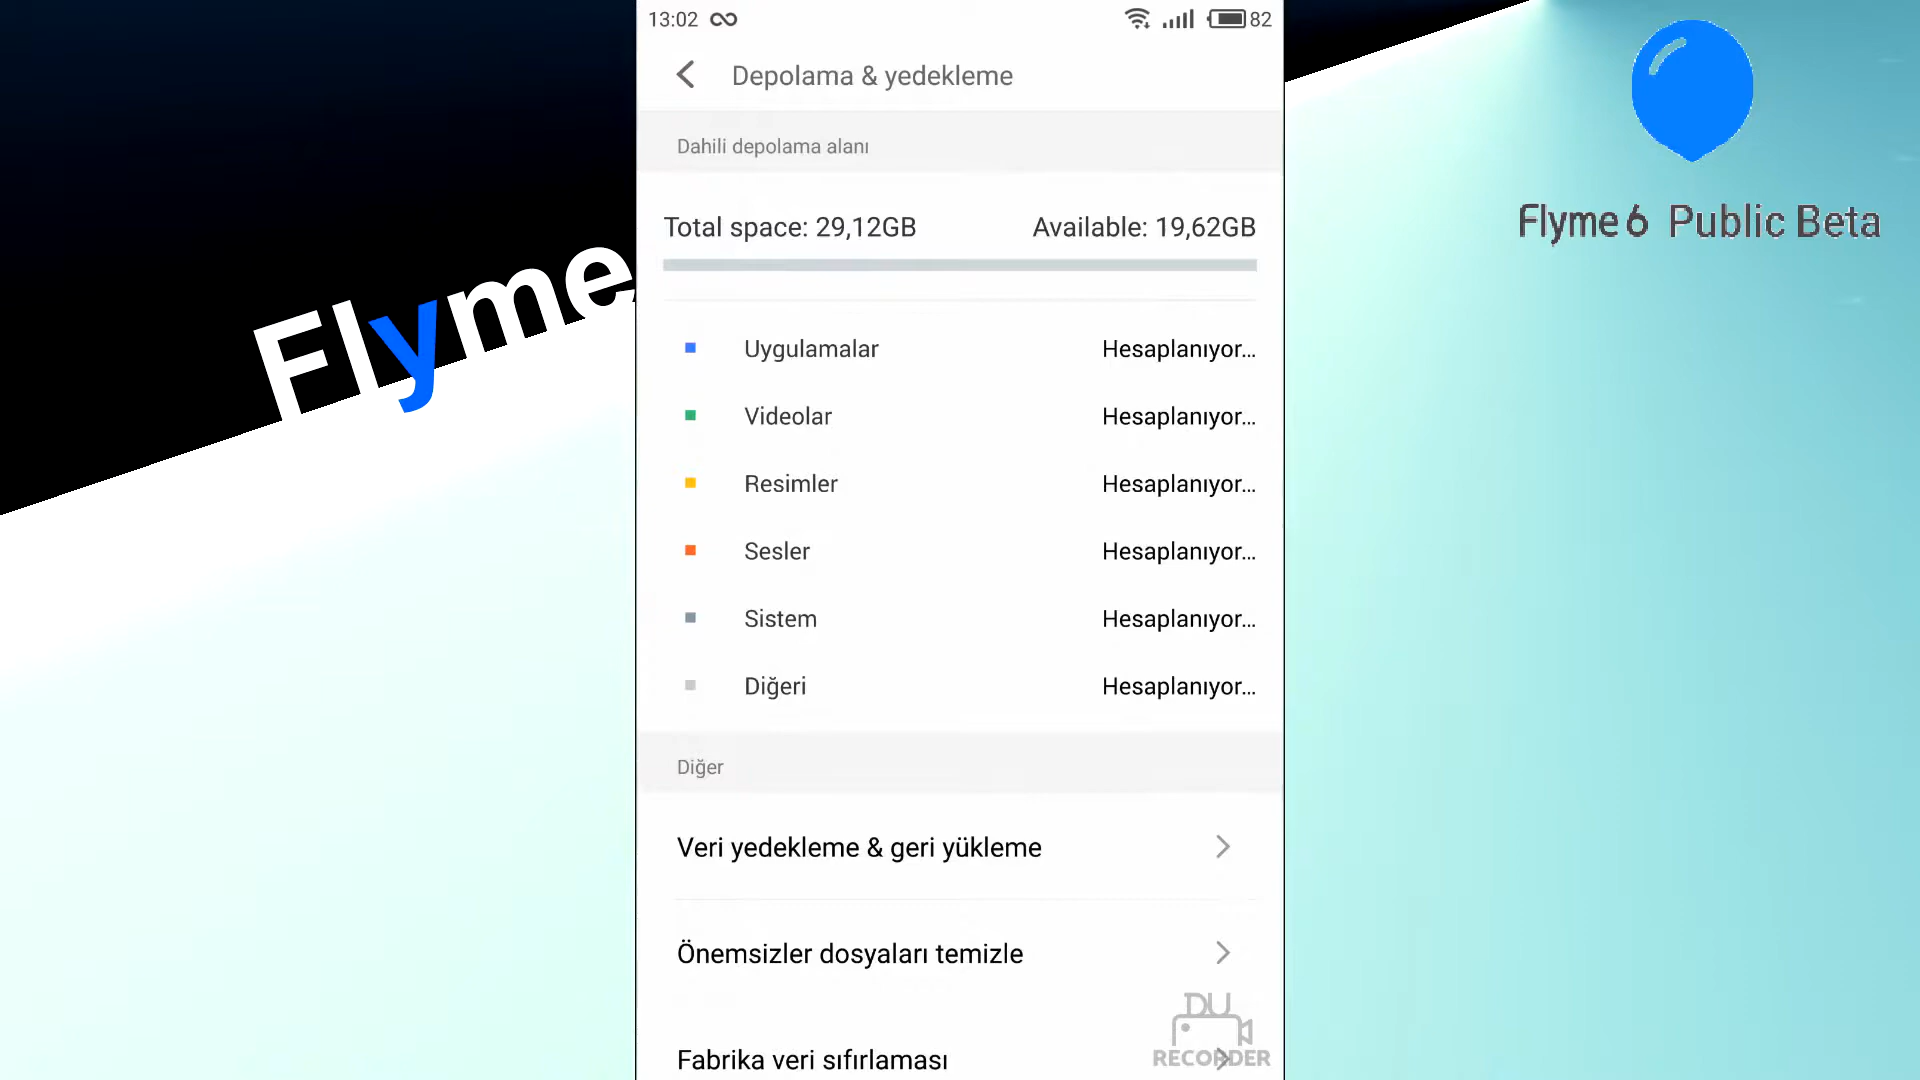 13:02
82
Depolama & yedekleme
Dahili depolama alanı
Total space: 29,12GB
Available: 19,62GB
Uygulamalar
Hesaplanıyor...
Videolar
Hesaplanıyor...
Resimler
Hesaplanıyor...
Sesler
Hesaplanıyor...
Sistem
Hesaplanıyor...
Diğeri
Hesaplanıyor...
Diğer
Veri yedekleme & geri yükleme
Önemsizler dosyaları temizle
Fabrika veri sıfırlaması
Flyme
Flyme 6 Public Beta
DU
RECORDER